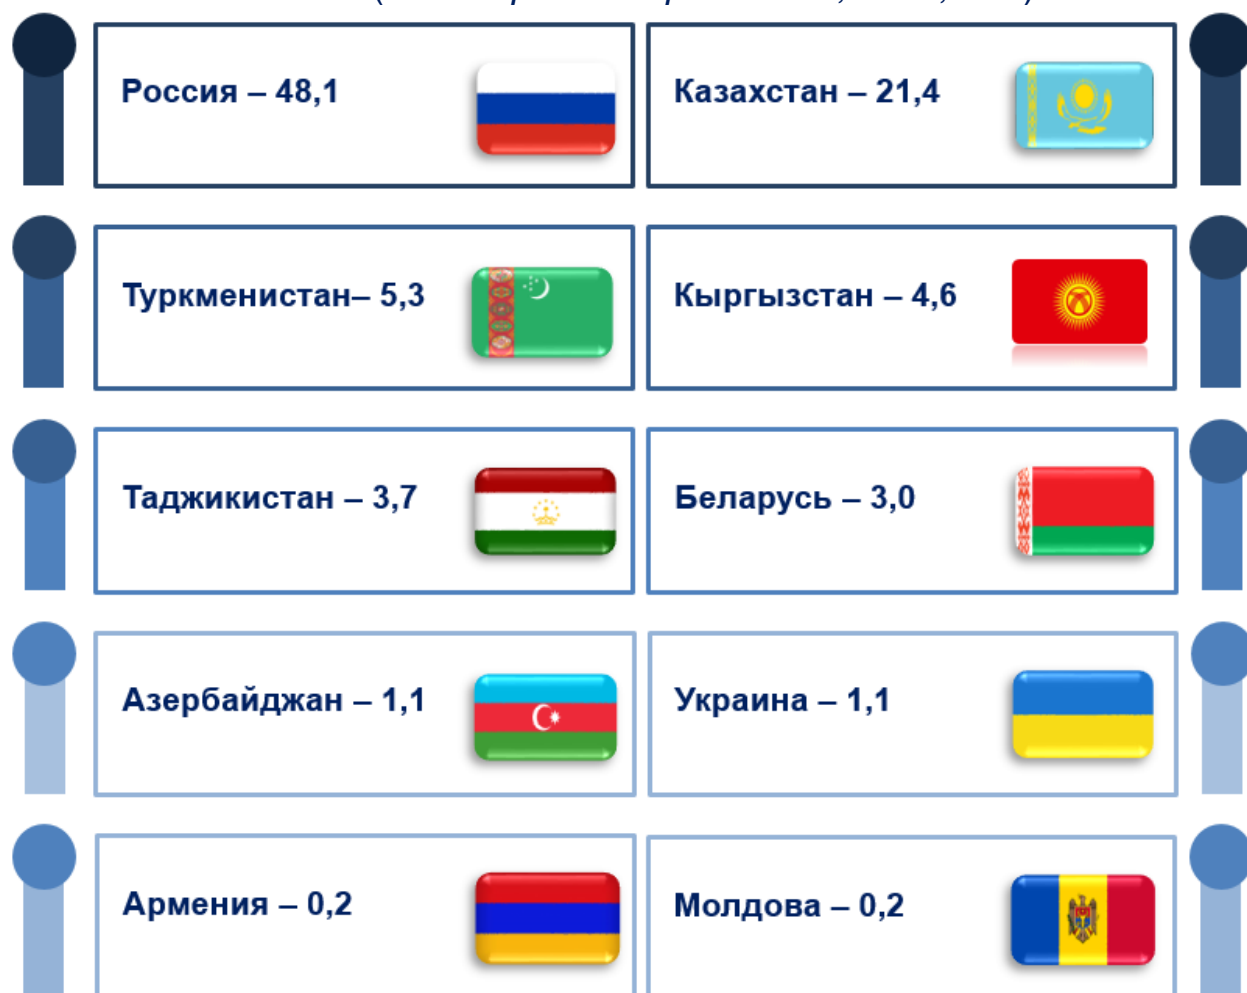 Россия – 48,1
Казахстан – 21,4
Туркменистан– 5,3
Кыргызстан – 4,6
Таджикистан – 3,7
Беларусь – 3,0
Азербайджан – 1,1
Украина – 1,1
Армения – 0,2
Молдова – 0,2